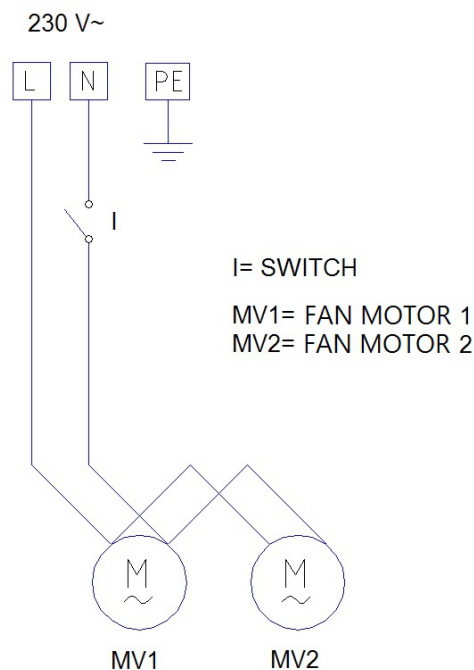 230 V~
L N PE
I
I= SWITCH
MV1= FAN MOTOR 1
MV2= FAN MOTOR 2
M M
~ ~
MV1 MV2